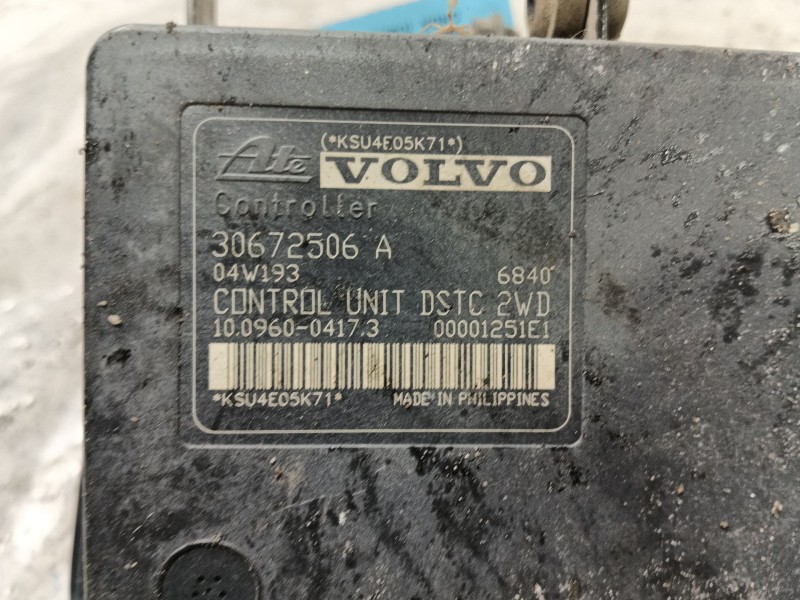 (*KSU4E05K71*)
Ate VOLVO
Controller
30672506 A
04W193 6840
CONTROL UNIT DSTC 2WD
10.0960-0417.3 00001251E1
*KSU4E05K71* MADE IN PHILIPPINES